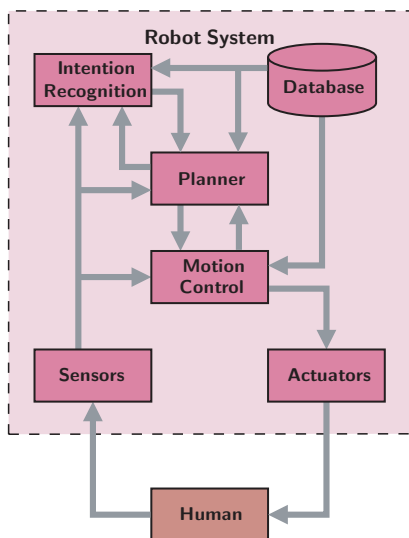 Robot System
Intention
Recognition
Database
Planner
Motion
Control
Sensors
Actuators
Human